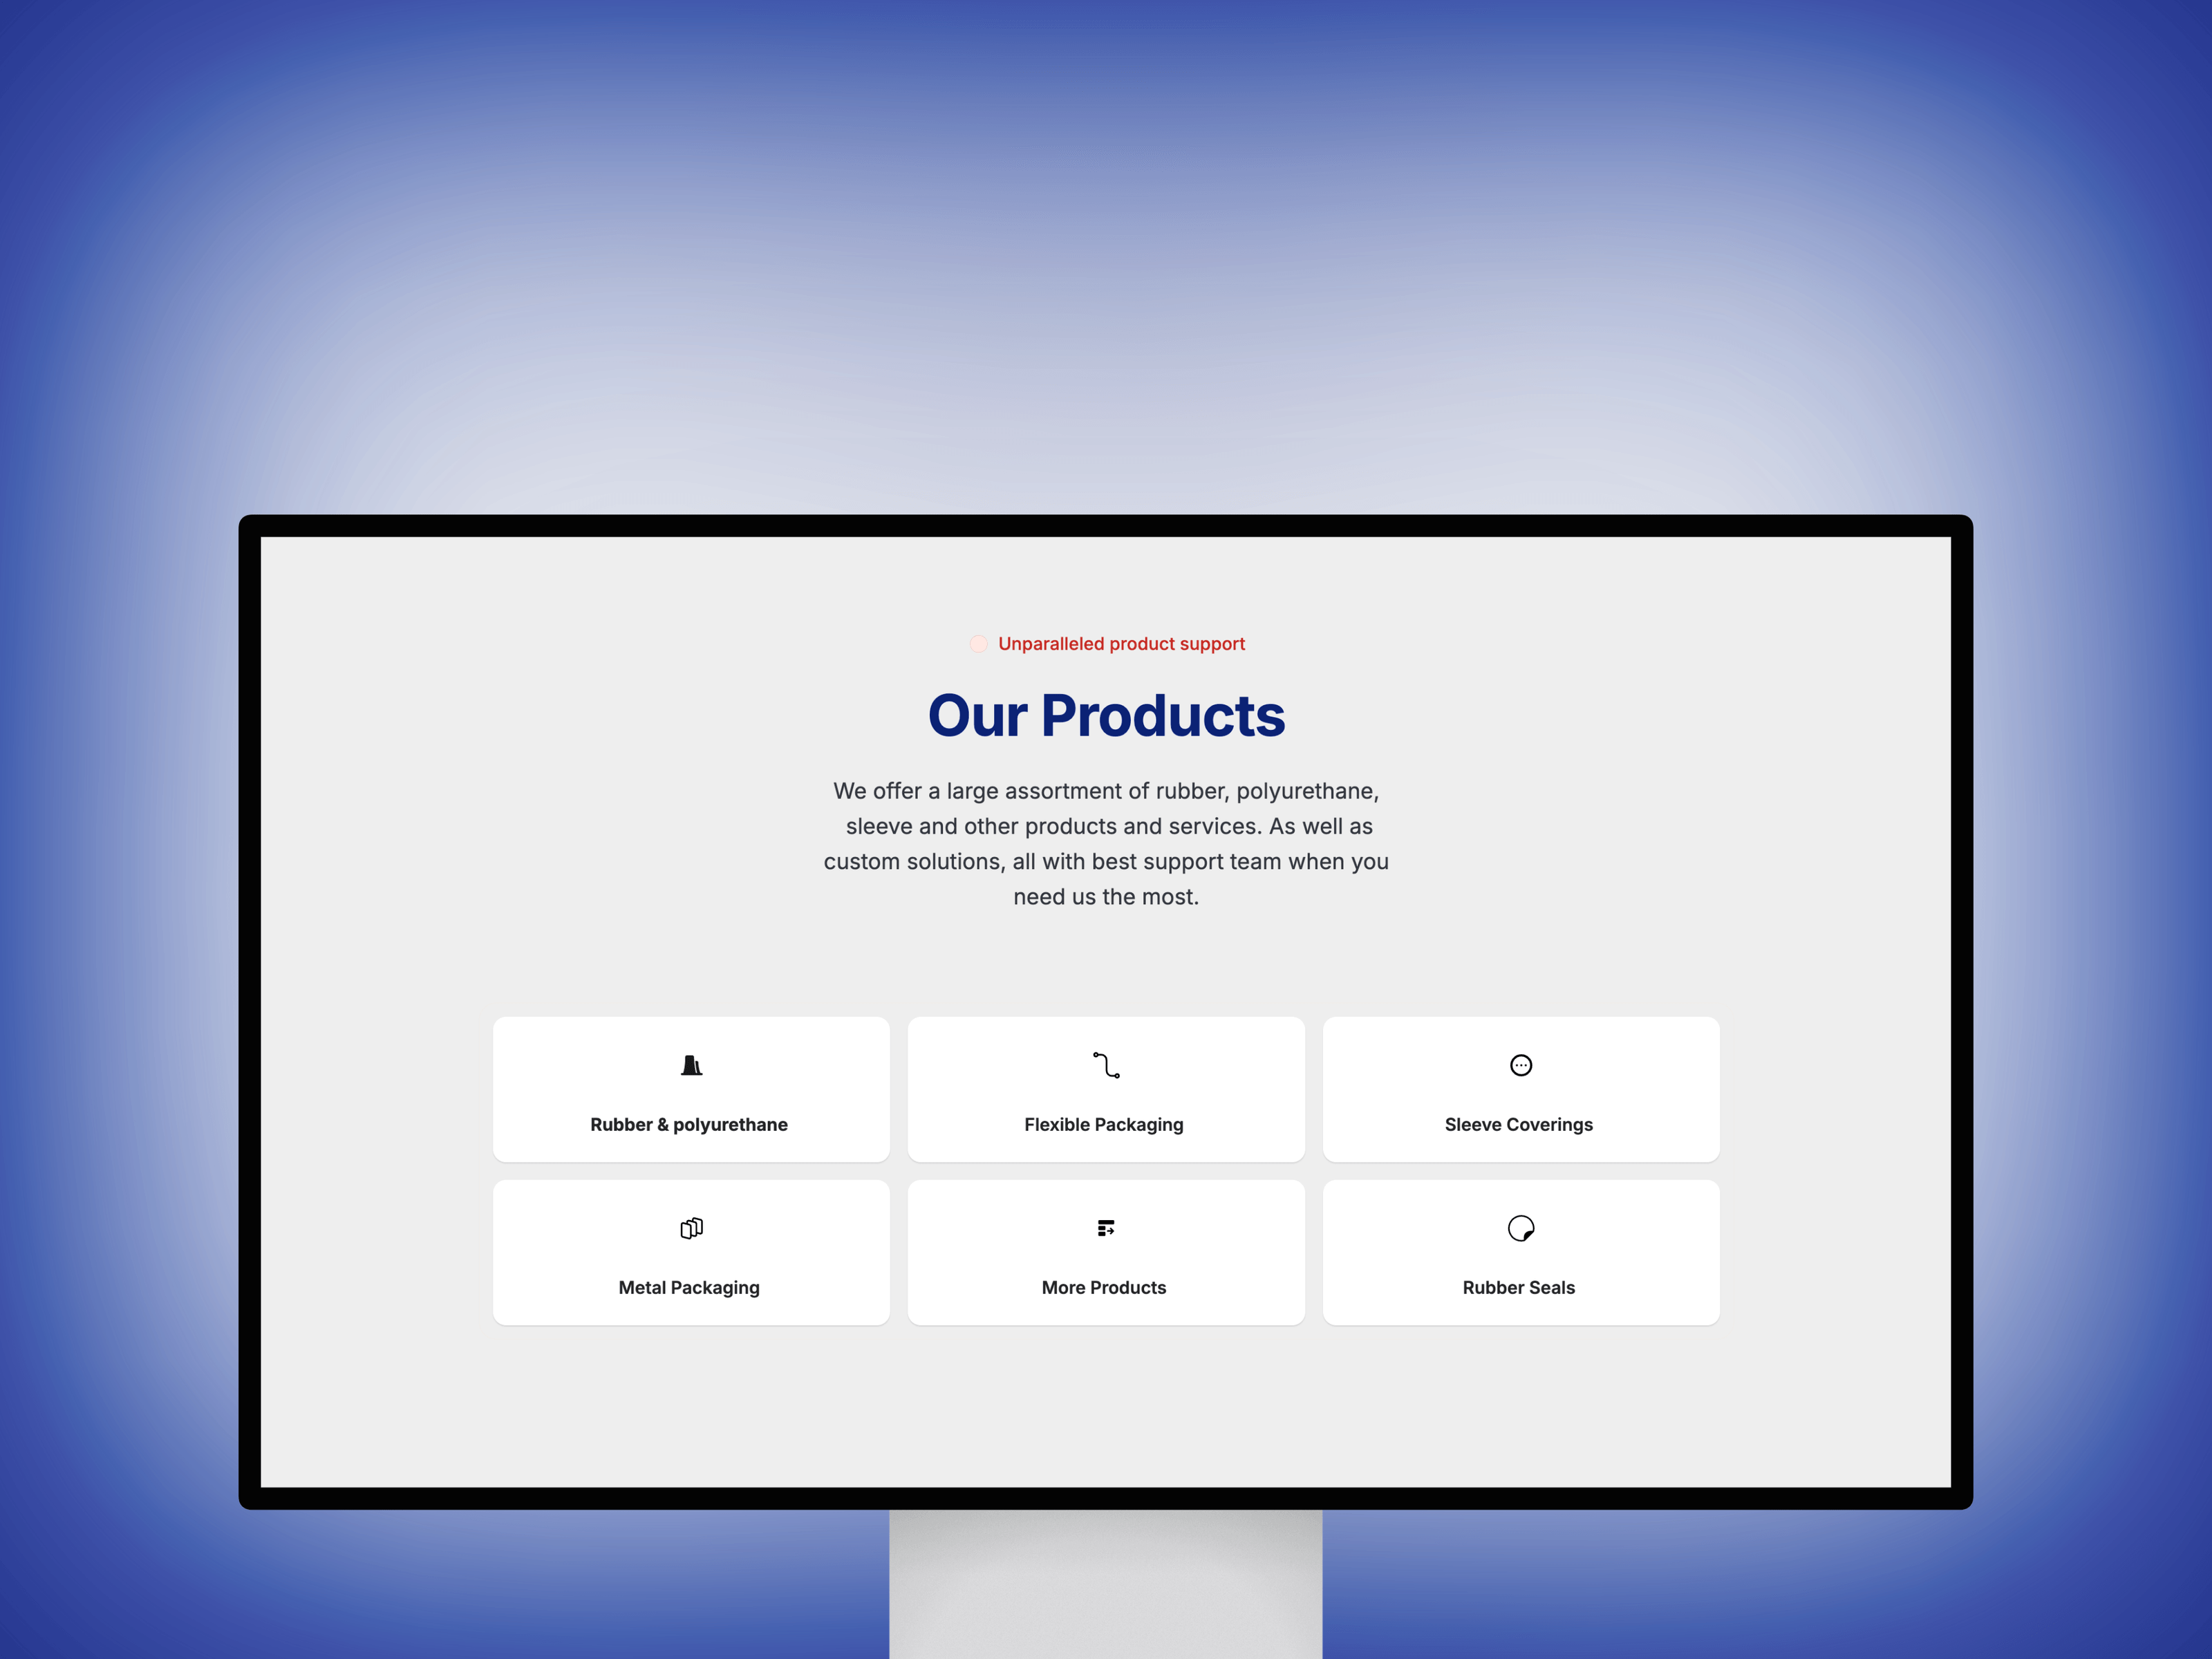 Unparalleled product support
Our Products
We offer a large assortment of rubber, polyurethane,
sleeve and other products and services. As well as
custom solutions, all with best support team when you
need us the most.
Rubber & polyurethane
Flexible Packaging
Sleeve Coverings
Metal Packaging
More Products
Rubber Seals